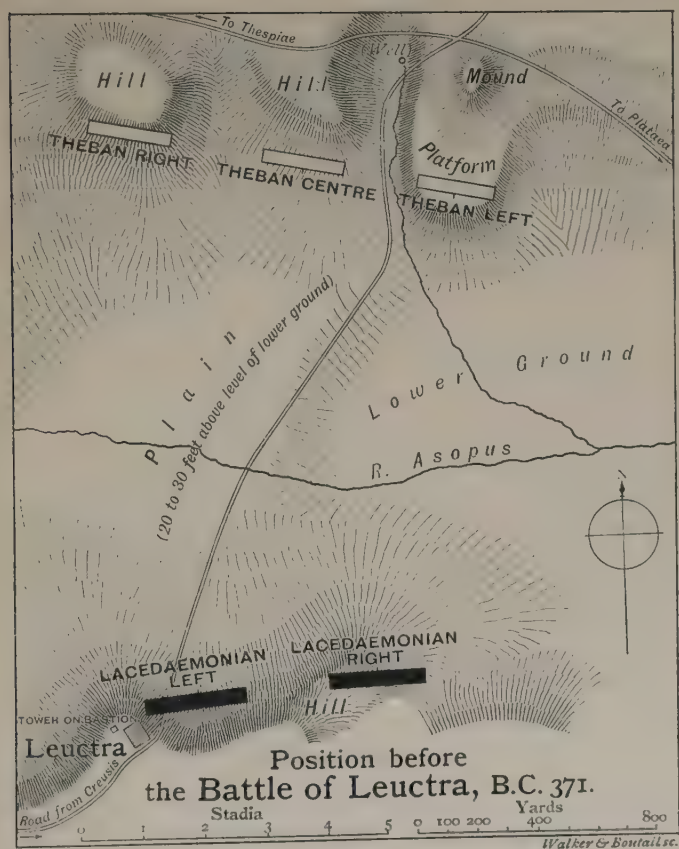 To Thespiae
(Well)
Hill
Hill
Mound
To Plataea
THEBAN RIGHT
THEBAN CENTRE
Platform
THEBAN LEFT
Plain
(20 to 30 feet above level of lower ground)
Lower Ground
R. Asopus
N
LACEDAEMONIAN
LEFT
LACEDAEMONIAN
RIGHT
Hill
TOWER ON BASTION
Leuctra
Road from Creusis
Position before
the Battle of Leuctra, B.C. 371.
Stadia Yards
0 1 2 3 4 5 0 100 200 400 800
Walker & Boutall sc.